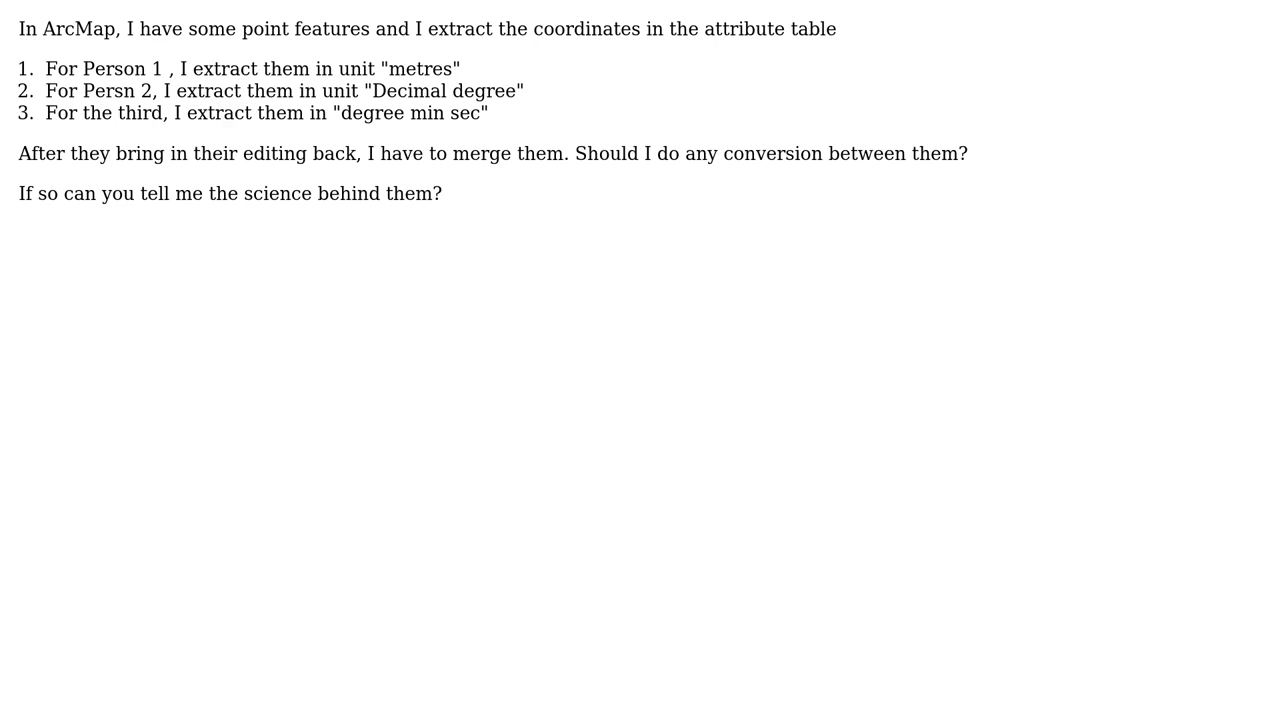 In ArcMap, I have some point features and I extract the coordinates in the attribute table
1. For Person 1 , I extract them in unit "metres"
2. For Persn 2, I extract them in unit "Decimal degree"
3. For the third, I extract them in "degree min sec"
After they bring in their editing back, I have to merge them. Should I do any conversion between them?
If so can you tell me the science behind them?